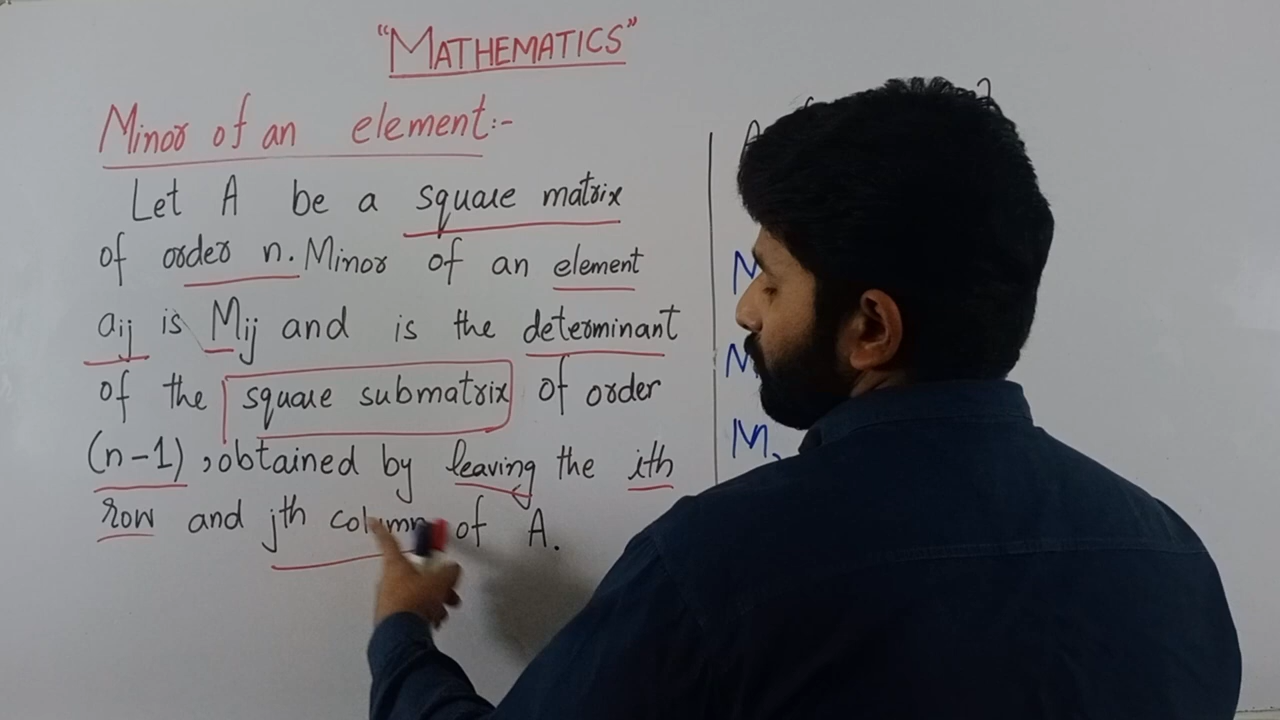 “MATHEMATICS”
Minor of an element:-
Let A be a square matrix
of order n. Minor of an element
aij is Mij and is the determinant
of the square submatrix of order
(n-1), obtained by leaving the ith
row and jth column of A.
A
M
M
M